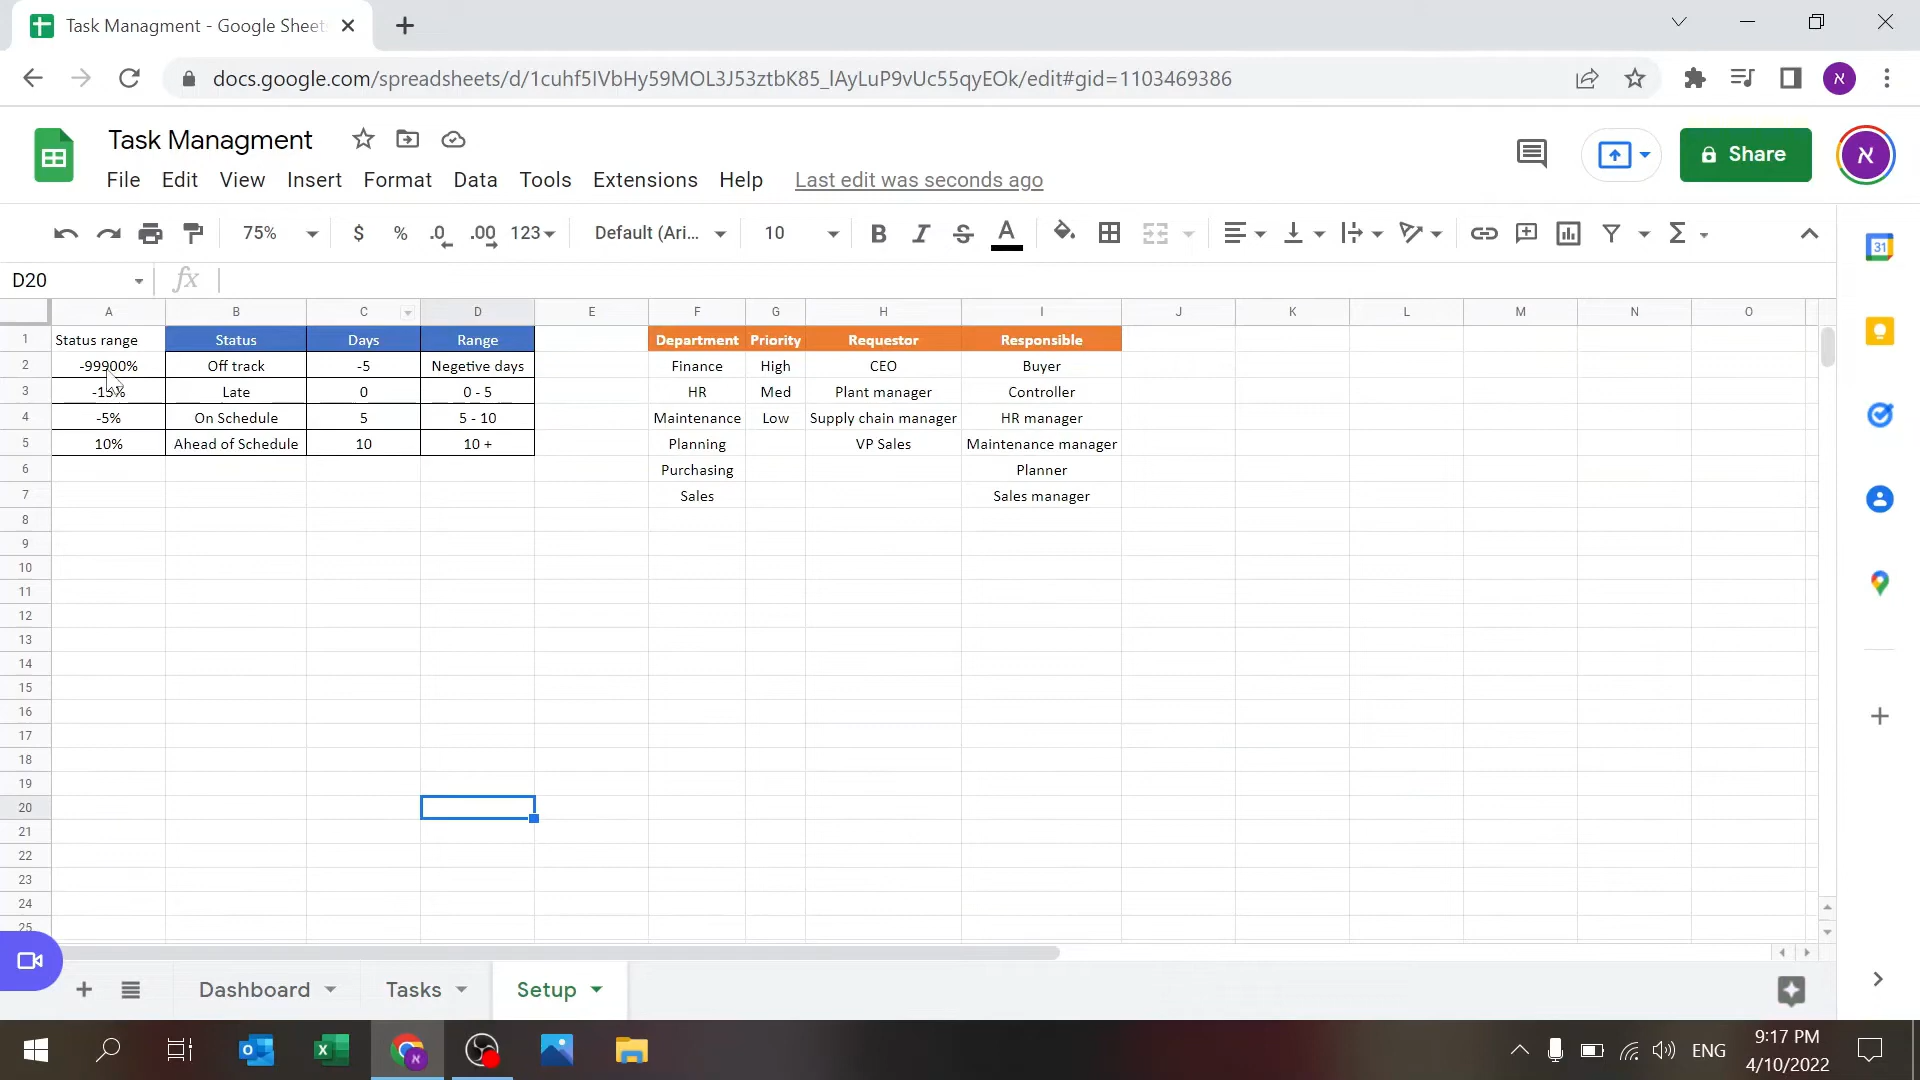 Task Managment - Google Sheets
docs.google.com/spreadsheets/d/1cuhf5IVbHy59MOL3J53ztbK85_lAyLuP9vUc55qyEOk/edit#gid=1103469386
א
Task Managment
Share
א
File Edit View Insert Format Data Tools Extensions Help Last edit was seconds ago
75% $ % .0 .00 123 Default (Ari... 10 B I S A Σ
31
D20 fx
A B C D E F G H I J K L M N O
1 Status range Status Days Range Department Priority Requestor Responsible
2 -99900% Off track -5 Negetive days Finance High CEO Buyer
3 -15% Late 0 0 - 5 HR Med Plant manager Controller
4 -5% On Schedule 5 5 - 10 Maintenance Low Supply chain manager HR manager
5 10% Ahead of Schedule 10 10 + Planning VP Sales Maintenance manager
6 Purchasing Planner
7 Sales Sales manager
8
9
10
11
12
13
14
15
16
17
18
19
20
21
22
23
24
25
Dashboard Tasks Setup
ENG
9:17 PM
4/10/2022